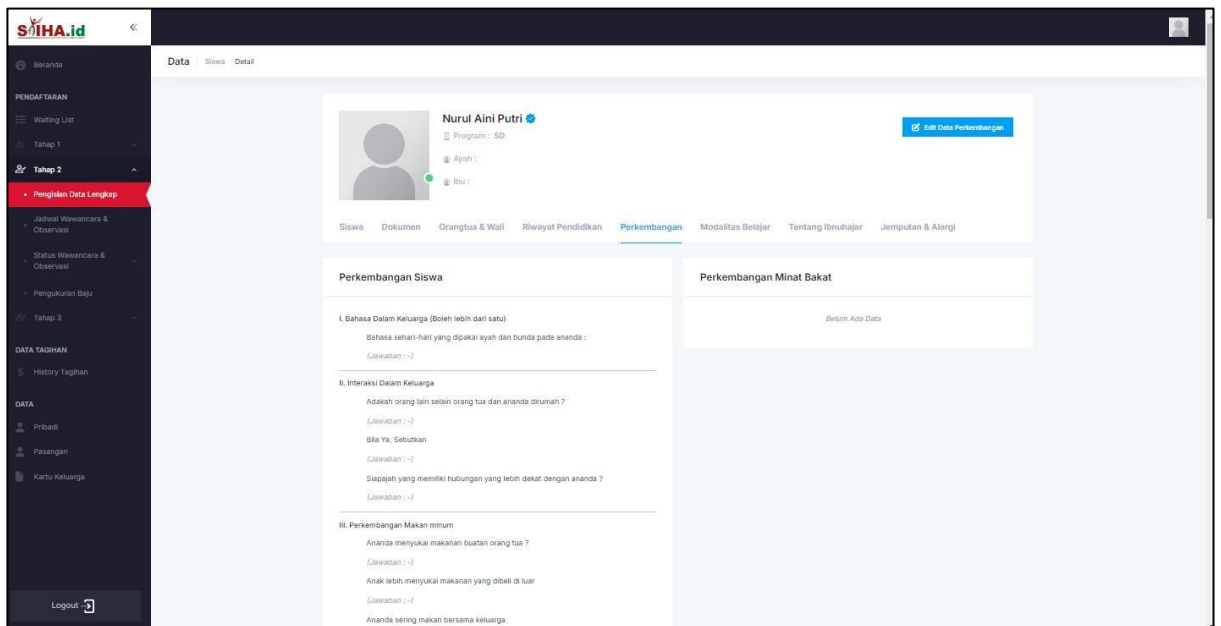 SAIHA.id
Beranda
PENDAFTARAN
Waiting List
Tahap 1
Tahap 2
Pengisian Data Lengkap
Jadwal Wawancara &
Observasi
Status Wawancara &
Observasi
Pengukuran Baju
Tahap 3
DATA TAGIHAN
History Tagihan
DATA
Pribadi
Pasangan
Kartu Keluarga
Logout
Data Siswa - Detail
Nurul Aini Putri
Program : SD
Ayah :
Ibu :
Edit Data Perkembangan
Siswa Dokumen Orangtua & Wali Riwayat Pendidikan Perkembangan Modalitas Belajar Tentang Ibnuhajar Jemputan & Alergi
Perkembangan Siswa
I. Bahasa Dalam Keluarga (Boleh lebih dari satu)
Bahasa sehari-hari yang dipakai ayah dan bunda pada ananda :
(Jawaban : -)
II. Interaksi Dalam Keluarga
Adakah orang lain selain orang tua dan ananda dirumah ?
(Jawaban : -)
Bila Ya, Sebutkan
(Jawaban : -)
Siapajah yang memiliki hubungan yang lebih dekat dengan ananda ?
(Jawaban : -)
III. Perkembangan Makan minum
Ananda menyukai makanan buatan orang tua ?
(Jawaban : -)
Anak lebih menyukai makanan yang dibeli di luar
(Jawaban : -)
Ananda sering makan bersama keluarga
Perkembangan Minat Bakat
Belum Ada Data